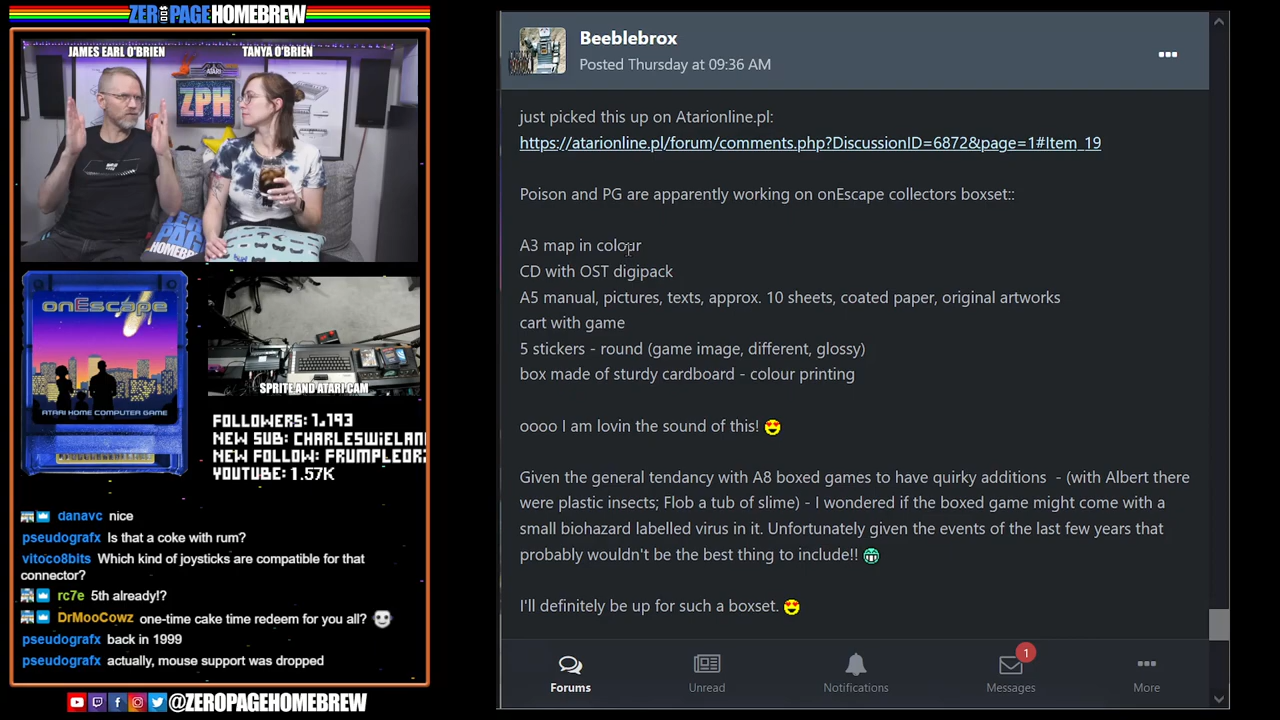 ZER PAGE HOMEBREW
JAMES EARL O'BRIEN
TANYA O'BRIEN
ATARI
ZPH
onEscape
ATARI HOME COMPUTER GAME
SPRITE AND ATARI CAM
FOLLOWERS: 1,193
NEW SUB: CHARLESWIELAN
NEW FOLLOW: FRUMPLEOR
YOUTUBE: 1.57K
danavc nice
pseudografx Is that a coke with rum?
vitoco8bits Which kind of joysticks are compatible for that
connector?
rc7e 5th already!?
DrMooCowz one-time cake time redeem for you all?
pseudografx back in 1999
pseudografx actually, mouse support was dropped
@ZEROPAGEHOMEBREW
Beeblebrox
Posted Thursday at 09:36 AM
just picked this up on Atarionline.pl:
https://atarionline.pl/forum/comments.php?DiscussionID=6872&page=1#Item_19
Poison and PG are apparently working on onEscape collectors boxset::
A3 map in colour
CD with OST digipack
A5 manual, pictures, texts, approx. 10 sheets, coated paper, original artworks
cart with game
5 stickers - round (game image, different, glossy)
box made of sturdy cardboard - colour printing
oooo I am lovin the sound of this!
Given the general tendancy with A8 boxed games to have quirky additions - (with Albert there
were plastic insects; Flob a tub of slime) - I wondered if the boxed game might come with a
small biohazard labelled virus in it. Unfortunately given the events of the last few years that
probably wouldn't be the best thing to include!!
I'll definitely be up for such a boxset.
1
Forums
Unread
Notifications
Messages
More